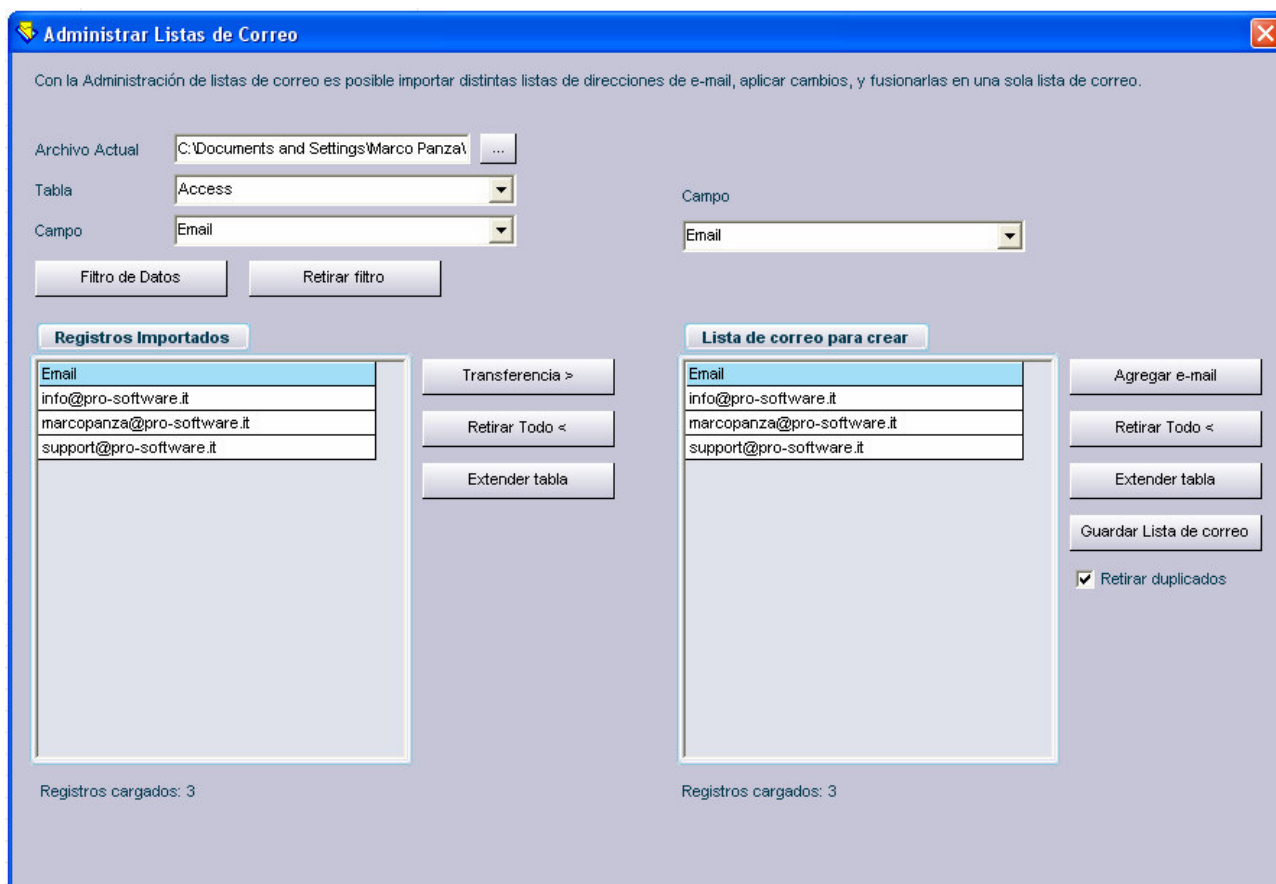 Administrar Listas de Correo
Con la Administración de listas de correo es posible importar distintas listas de direcciones de e-mail, aplicar cambios, y fusionarlas en una sola lista de correo.
Archivo Actual C:\Documents and Settings\Marco Panza\ ...
Tabla Access
Campo
Campo Email
Email
Filtro de Datos Retirar filtro
Registros Importados Lista de correo para crear
Email Transferencia > Email Agregar e-mail
info@pro-software.it info@pro-software.it
marcopanza@pro-software.it Retirar Todo < marcopanza@pro-software.it Retirar Todo <
support@pro-software.it support@pro-software.it
Extender tabla Extender tabla
Guardar Lista de correo
Retirar duplicados
Registros cargados: 3 Registros cargados: 3